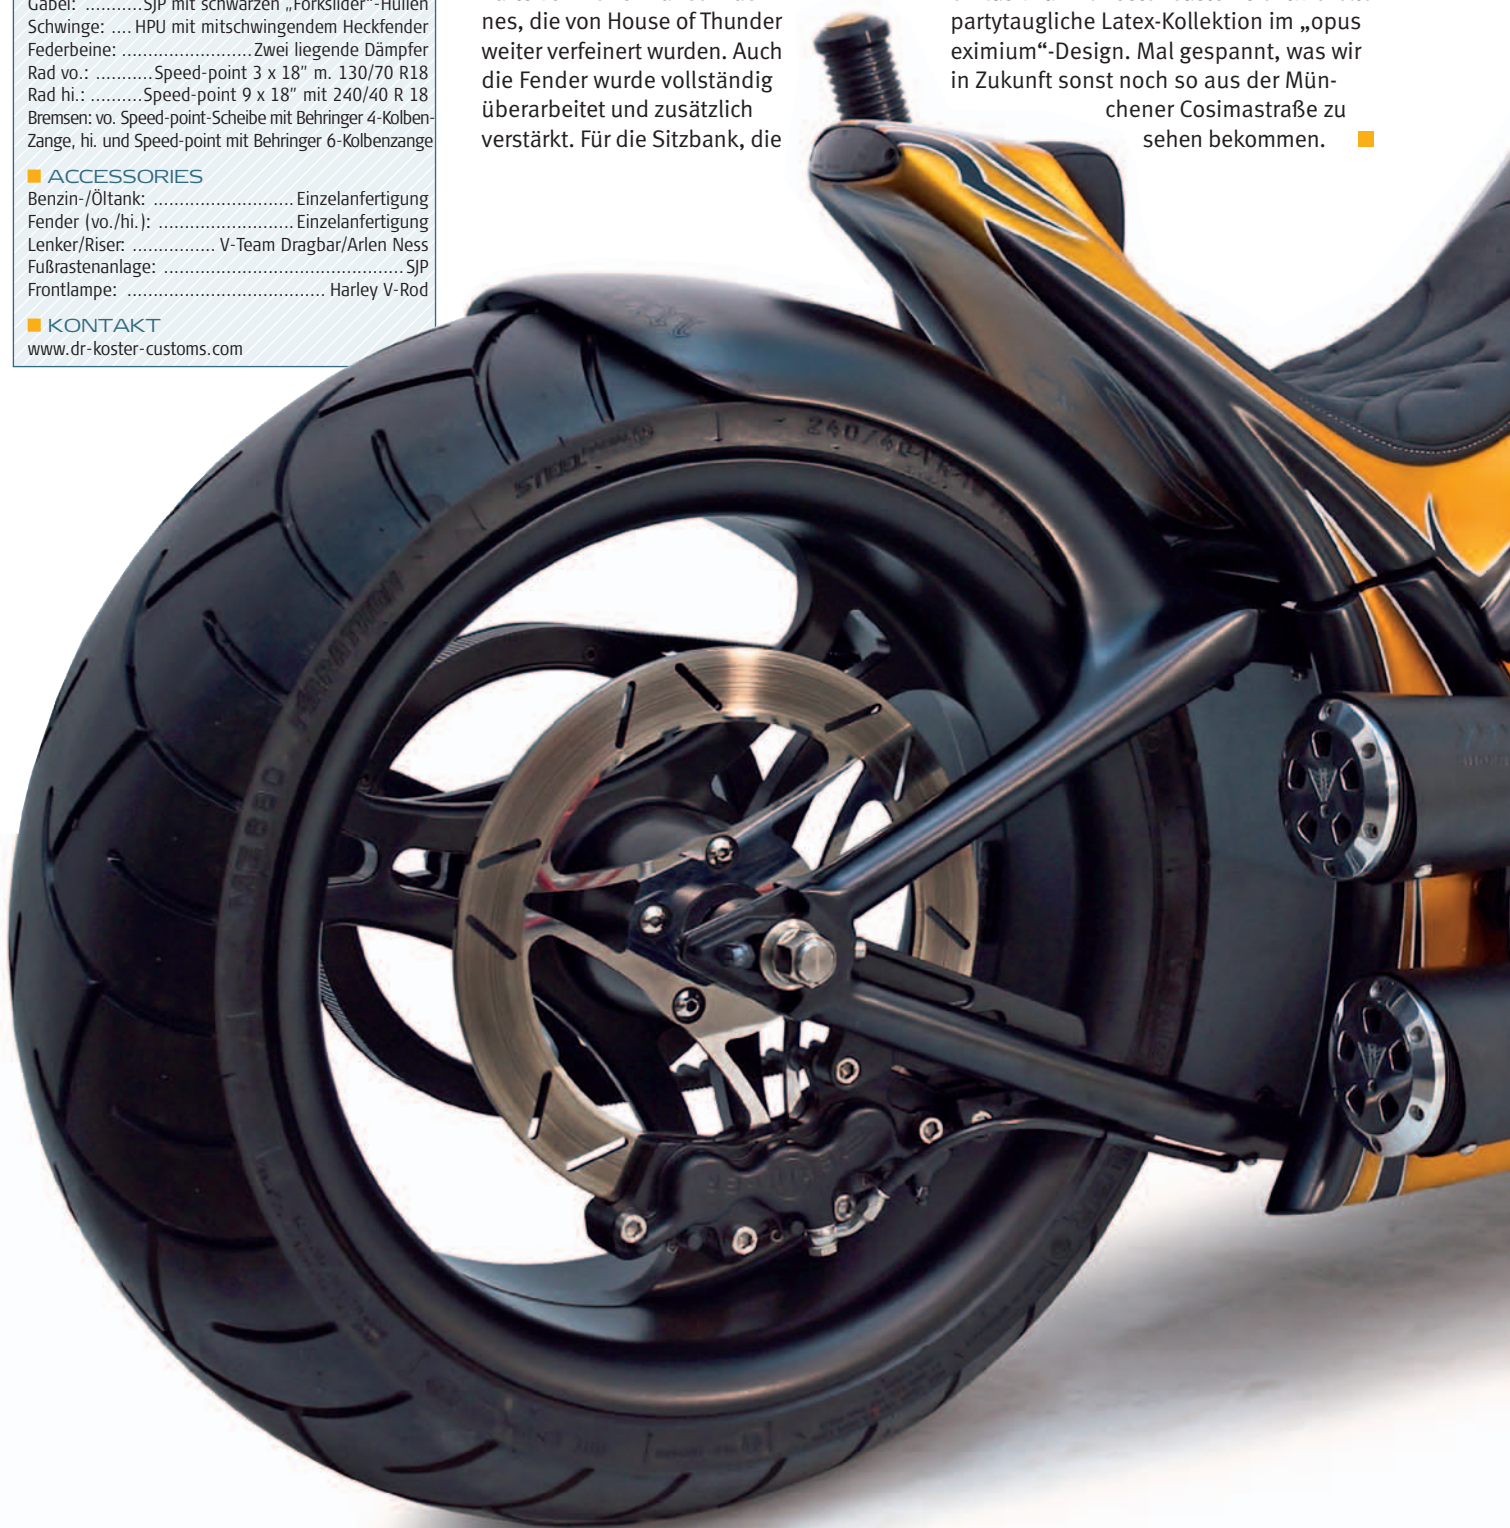 Gabel: ...........SJP mit schwarzen „Forkslider“-Hüllen
Schwinge: .... HPU mit mitschwingendem Heckfender
Federbeine: ...........................Zwei liegende Dämpfer
Rad vo.: ...........Speed-point 3 x 18“ m. 130/70 R18
Rad hi.: ..........Speed-point 9 x 18“ mit 240/40 R 18
Bremsen: vo. Speed-point-Scheibe mit Behringer 4-Kolben-
Zange, hi. und Speed-point mit Behringer 6-Kolbenzange
ACCESSORIES
Benzin-/Öltank: ........................... Einzelanfertigung
Fender (vo./hi.): .......................... Einzelanfertigung
Lenker/Riser: ................ V-Team Dragbar/Arlen Ness
Fußrastenanlage: .............................................. SJP
Frontlampe: ...................................... Harley V-Rod
KONTAKT
www.dr-koster-customs.com
nes, die von House of Thunder
weiter verfeinert wurden. Auch
die Fender wurde vollständig
überarbeitet und zusätzlich
verstärkt. Für die Sitzbank, die
partytaugliche Latex-Kollektion im „opus
eximium“-Design. Mal gespannt, was wir
in Zukunft sonst noch so aus der Mün-
chener Cosimastraße zu
sehen bekommen.
240/40
MARATHON
ME880